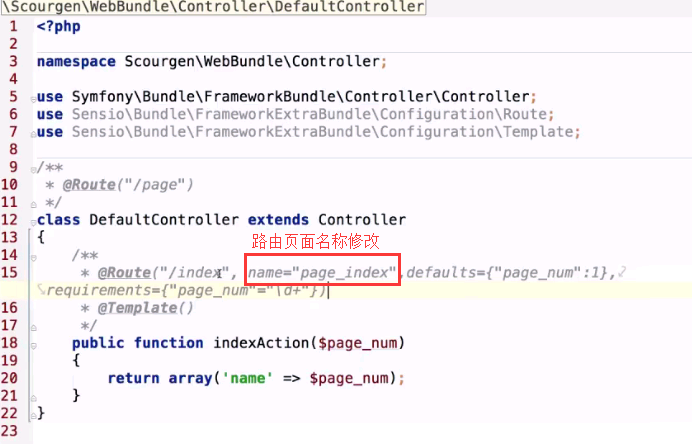 \Scourgen\WebBundle\Controller\DefaultController
1 <?php
2
3 namespace Scourgen\WebBundle\Controller;
4
5 use Symfony\Bundle\FrameworkBundle\Controller\Controller;
6 use Sensio\Bundle\FrameworkExtraBundle\Configuration\Route;
7 use Sensio\Bundle\FrameworkExtraBundle\Configuration\Template;
8
9 /**
10 * @Route("/page")
11 */
12 class DefaultController extends Controller
13 {
路由页面名称修改
14 /**
15 * @Route("/index", name="page_index",defaults={"page_num":1},
requirements={"page_num"="\d+"})
16 * @Template()
17 */
18 public function indexAction($page_num)
19 {
20 return array('name' => $page_num);
21 }
22 }
23